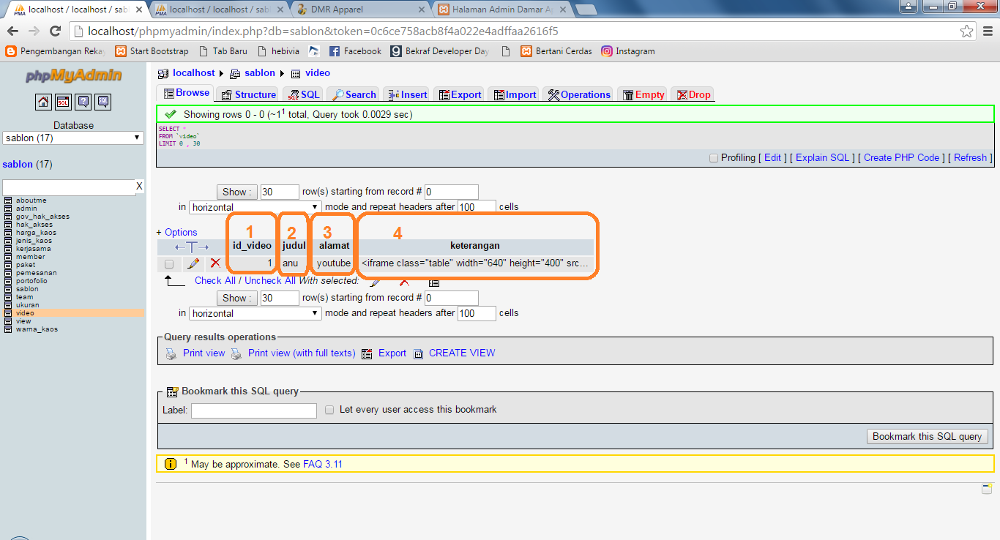 localhost / localhost / sabl
localhost / localhost / sabl
DMR Apparel
Halaman Admin Damar A
localhost/phpmyadmin/index.php?db=sablon&token=0c6ce758acb8f4a022e4adffaa2616f5
Pengembangan Reka
Start Bootstrap
Tab Baru
hebivia
Facebook
Bekraf Developer Day
Bertani Cerdas
Instagram
phpMyAdmin
SQL
SQL
Database
sablon (17)
sablon (17)
X
aboutme
admin
gov_hak_akses
hak_akses
harga_kaos
jenis_kaos
kerjasama
member
paket
pemesanan
portofolio
sablon
team
ukuran
video
view
warna_kaos
localhost sablon video
Browse Structure SQL Search Insert Export Import Operations Empty Drop
Showing rows 0 - 0 (~1¹ total, Query took 0.0029 sec)
SELECT *
FROM `video`
LIMIT 0 , 30
Profiling [ Edit ] [ Explain SQL ] [ Create PHP Code ] [ Refresh ]
Show : 30 row(s) starting from record # 0
in horizontal mode and repeat headers after 100 cells
+ Options
1 2 3 4
←T→ id_video judul alamat keterangan
1 anu youtube <iframe class="table" width="640" height="400" src...
Check All / Uncheck All With selected:
Show : 30 row(s) starting from record # 0
in horizontal mode and repeat headers after 100 cells
Query results operations
Print view Print view (with full texts) Export CREATE VIEW
Bookmark this SQL query
Label: Let every user access this bookmark
Bookmark this SQL query
¹ May be approximate. See FAQ 3.11